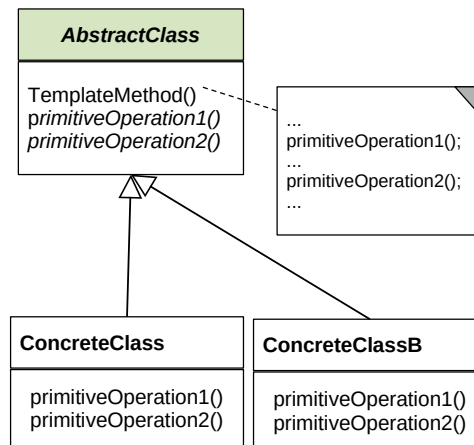 AbstractClass
TemplateMethod()
primitiveOperation1()
primitiveOperation2()
...
primitiveOperation1();
...
primitiveOperation2();
...
ConcreteClass
primitiveOperation1()
primitiveOperation2()
ConcreteClassB
primitiveOperation1()
primitiveOperation2()